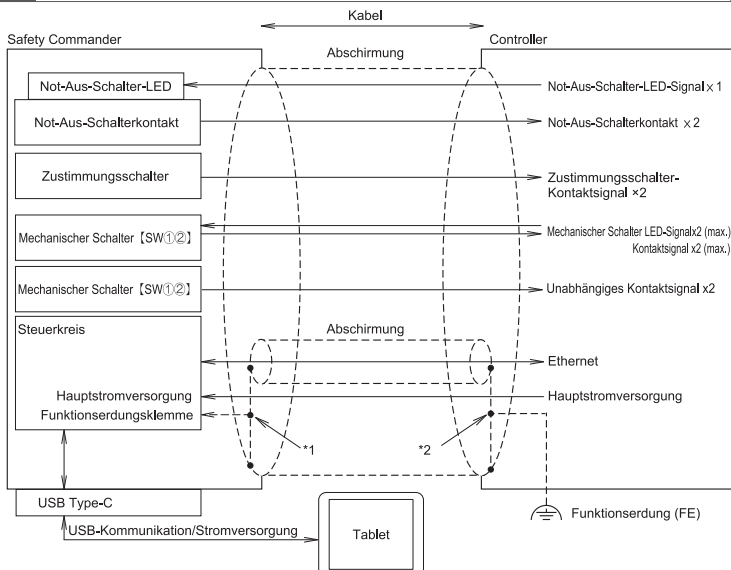 Kabel
Safety Commander
Controller
Abschirmung
Not-Aus-Schalter-LED
Not-Aus-Schalter-LED-Signal x 1
Not-Aus-Schalterkontakt
Not-Aus-Schalterkontakt x 2
Zustimmungsschalter
Zustimmungsschalter-
Kontaktsignal ×2
Mechanischer Schalter【SW①②】
Mechanischer Schalter LED-Signalx2 (max.)
Kontaktsignal x2 (max.)
Mechanischer Schalter【SW①②】
Unabhängiges Kontaktsignal x2
Steuerkreis
Abschirmung
Ethernet
Hauptstromversorgung
Hauptstromversorgung
Funktionserdungsklemme
*1
*2
USB Type-C
Funktionserdung (FE)
USB-Kommunikation/Stromversorgung
Tablet